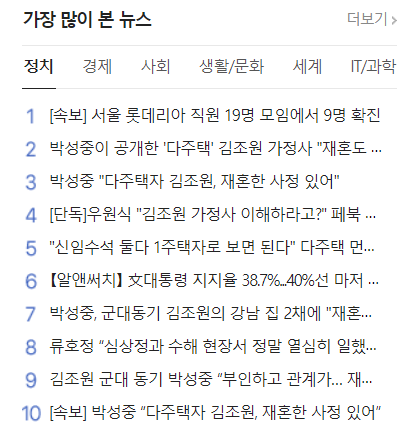 가장 많이 본 뉴스 더보기 >
정치 경제 사회 생활/문화 세계 IT/과학
1 [속보] 서울 롯데리아 직원 19명 모임에서 9명 확진
2 박성중이 공개한 '다주택' 김조원 가정사 "재혼도 ...
3 박성중 "다주택자 김조원, 재혼한 사정 있어"
4 [단독]우원식 "김조원 가정사 이해하라고?" 페북 ...
5 "신임수석 둘다 1주택자로 보면 된다" 다주택 먼...
6 【알앤써치】 文대통령 지지율 38.7%...40%선 마저 ...
7 박성중, 군대동기 김조원의 강남 집 2채에 "재혼...
8 류호정 “심상정과 수해 현장서 정말 열심히 일했...
9 김조원 군대 동기 박성중 “부인하고 관계가... 재...
10 [속보] 박성중 “다주택자 김조원, 재혼한 사정 있어”